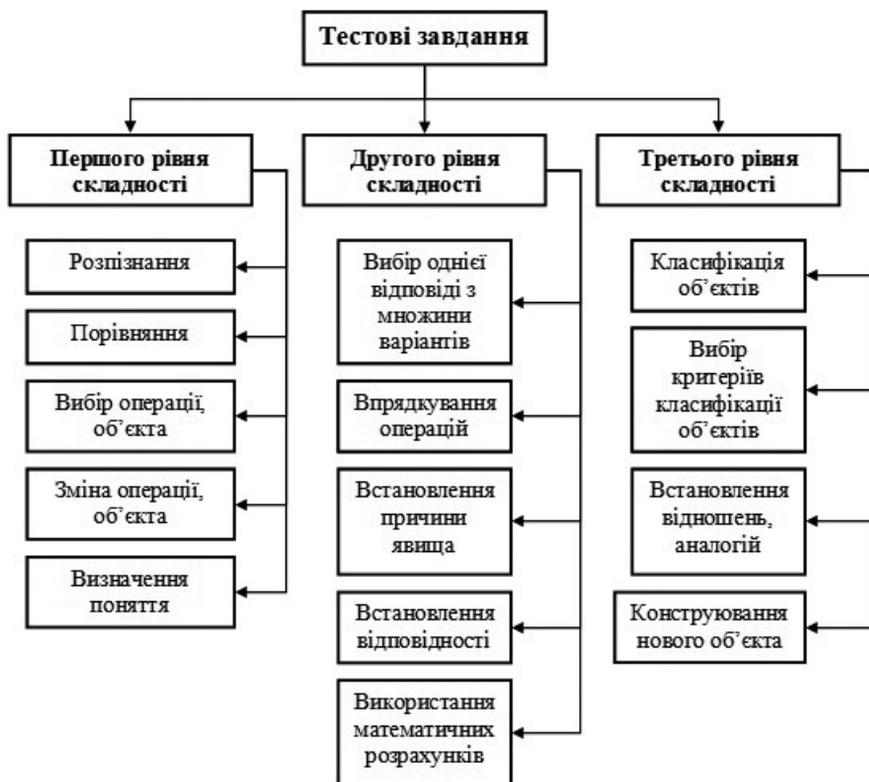 Тестові завдання
Першого рівня
складності
Розпізнання
Порівняння
Вибір операції,
об’єкта
Зміна операції,
об’єкта
Визначення
поняття
Другого рівня
складності
Вибір однієї
відповіді з
множини
варіантів
Впрядкування
операцій
Встановлення
причини
явища
Встановлення
відповідності
Використання
математичних
розрахунків
Третього рівня
складності
Класифікація
об’єктів
Вибір
критеріїв
класифікації
об’єктів
Встановлення
відношень,
аналогій
Конструювання
нового об’єкта